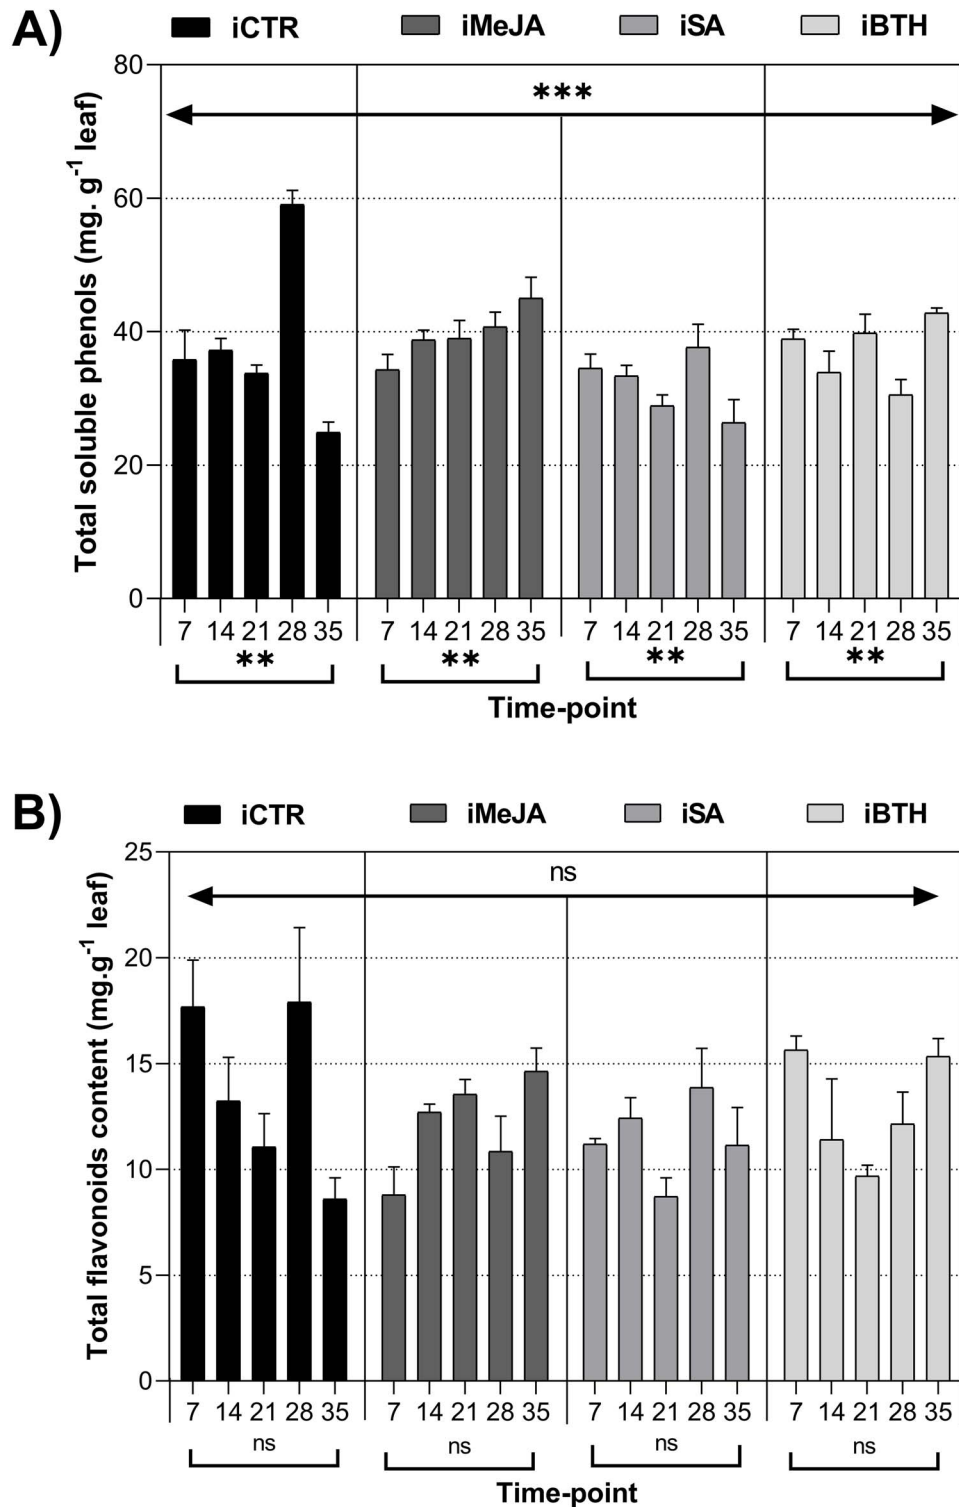 A)
iCTR iMeJA iSA iBTH
Total soluble phenols (mg. g⁻¹ leaf)
80
60
40
20
0
***
7 14 21 28 35 7 14 21 28 35 7 14 21 28 35 7 14 21 28 35
** ** ** **
Time-point
B)
iCTR iMeJA iSA iBTH
Total flavonoids content (mg.g⁻¹ leaf)
25
20
15
10
5
0
ns
7 14 21 28 35 7 14 21 28 35 7 14 21 28 35 7 14 21 28 35
ns ns ns ns
Time-point